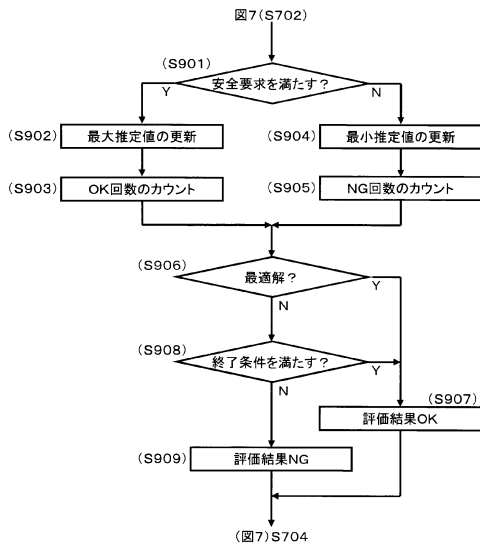 図7(S702)
(S901)
安全要求を満たす?
Y
N
(S902)
最大推定値の更新
(S904)
最小推定値の更新
(S903)
OK回数のカウント
(S905)
NG回数のカウント
(S906)
最適解?
Y
N
(S908)
終了条件を満たす?
Y
N
(S907)
評価結果OK
(S909)
評価結果NG
(図7)S704